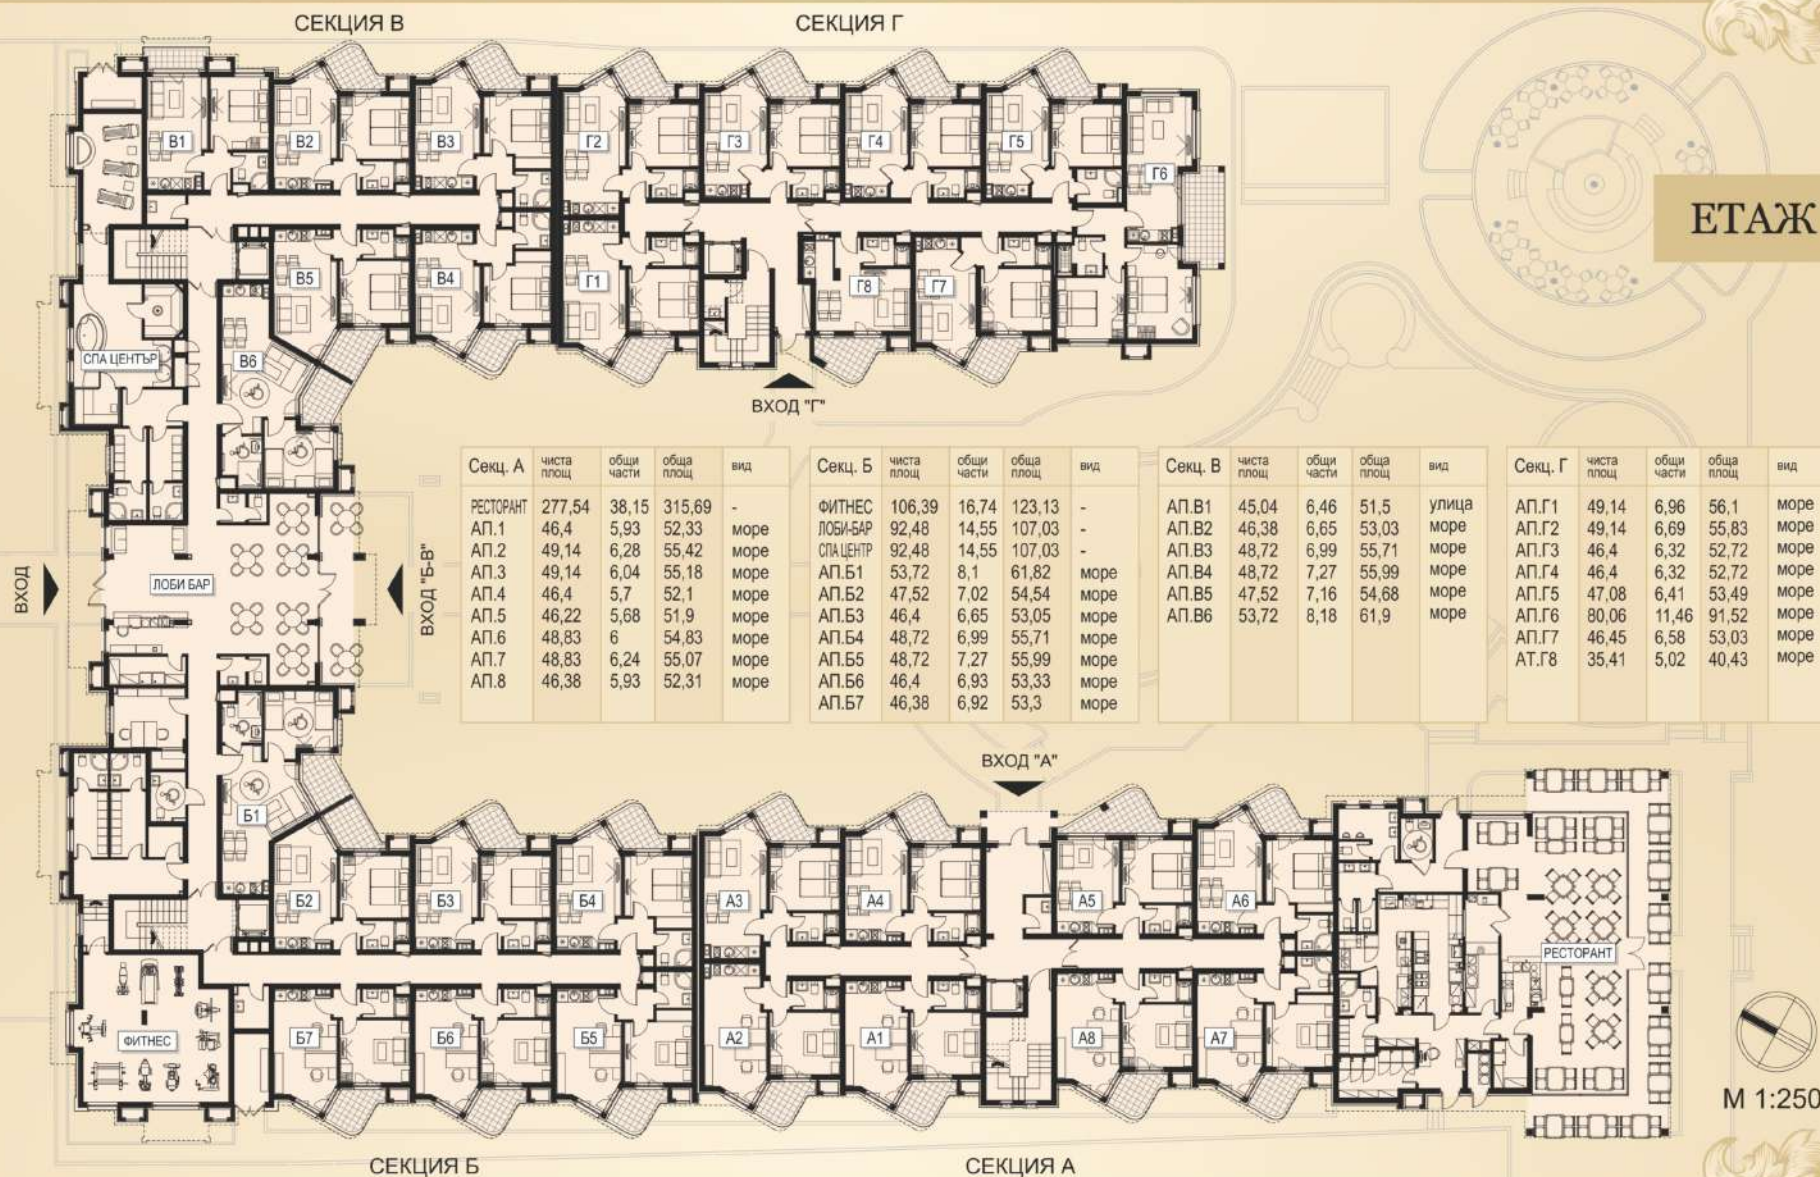 СЕКЦИЯ В
СЕКЦИЯ Г
В1
В2
В3
Г2
Г3
Г4
Г5
Г6
ЕТАЖ
В5
В4
Г1
Г8
Г7
СПА ЦЕНТЪР
В6
ВХОД "Г"
ВХОД
ЛОБИ БАР
ВХОД "Б-В"
Секц. А чиста площ общи части обща площ вид
РЕСТОРАНТ 277,54 38,15 315,69 -
АП.1 46,4 5,93 52,33 море
АП.2 49,14 6,28 55,42 море
АП.3 49,14 6,04 55,18 море
АП.4 46,4 5,7 52,1 море
АП.5 46,22 5,68 51,9 море
АП.6 48,83 6 54,83 море
АП.7 48,83 6,24 55,07 море
АП.8 46,38 5,93 52,31 море
Секц. Б чиста площ общи части обща площ вид
ФИТНЕС 106,39 16,74 123,13 -
ЛОБИ-БАР 92,48 14,55 107,03 -
СПА ЦЕНТР 92,48 14,55 107,03 -
АП.Б1 53,72 8,1 61,82 море
АП.Б2 47,52 7,02 54,54 море
АП.Б3 46,4 6,65 53,05 море
АП.Б4 48,72 6,99 55,71 море
АП.Б5 48,72 7,27 55,99 море
АП.Б6 46,4 6,93 53,33 море
АП.Б7 46,38 6,92 53,3 море
Секц. В чиста площ общи части обща площ вид
АП.В1 45,04 6,46 51,5 улица
АП.В2 46,38 6,65 53,03 море
АП.В3 48,72 6,99 55,71 море
АП.В4 48,72 7,27 55,99 море
АП.В5 47,52 7,16 54,68 море
АП.В6 53,72 8,18 61,9 море
Секц. Г чиста площ общи части обща площ вид
АП.Г1 49,14 6,96 56,1 море
АП.Г2 49,14 6,69 55,83 море
АП.Г3 46,4 6,32 52,72 море
АП.Г4 46,4 6,32 52,72 море
АП.Г5 47,08 6,41 53,49 море
АП.Г6 80,06 11,46 91,52 море
АП.Г7 46,45 6,58 53,03 море
АТ.Г8 35,41 5,02 40,43 море
ВХОД "А"
Б1
Б2
Б3
Б4
А3
А4
А5
А6
РЕСТОРАНТ
ФИТНЕС
Б7
Б6
Б5
А2
А1
А8
А7
М 1:250
СЕКЦИЯ Б
СЕКЦИЯ А